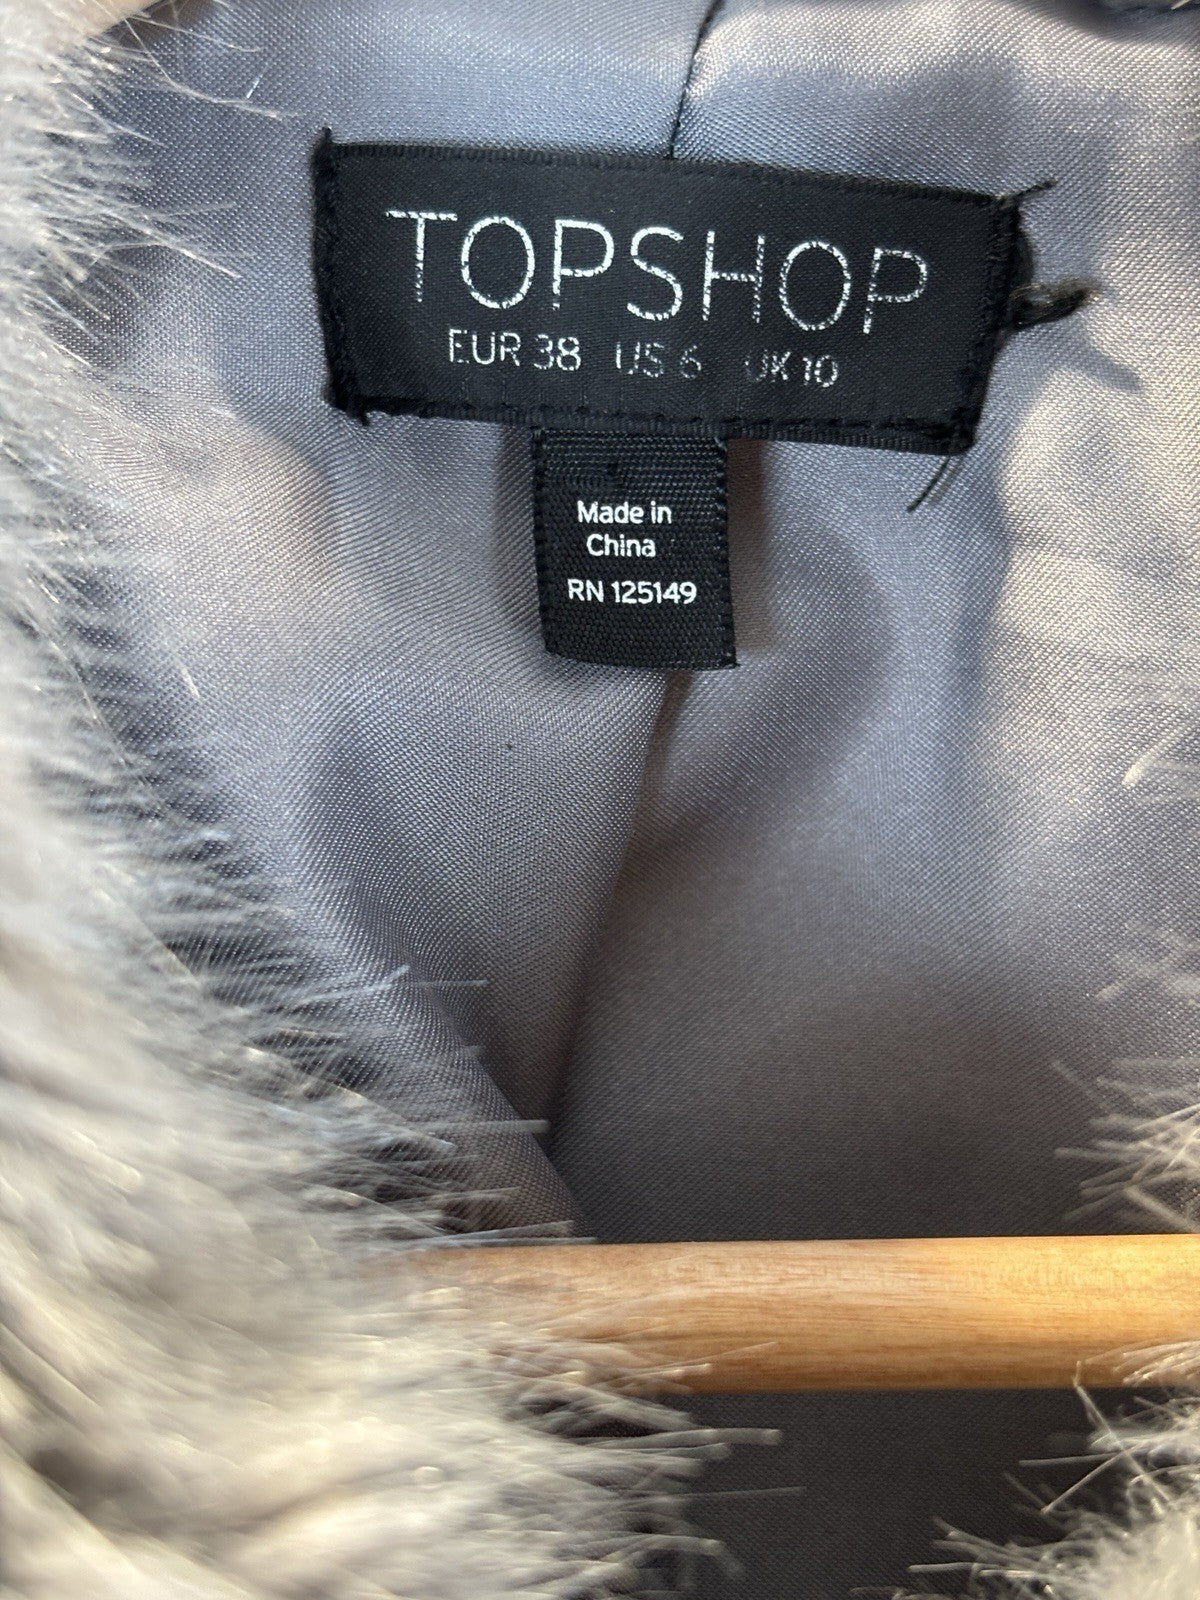 TOPSHOP
EUR 38 US 6 UK 10
Made in
China
RN 125149